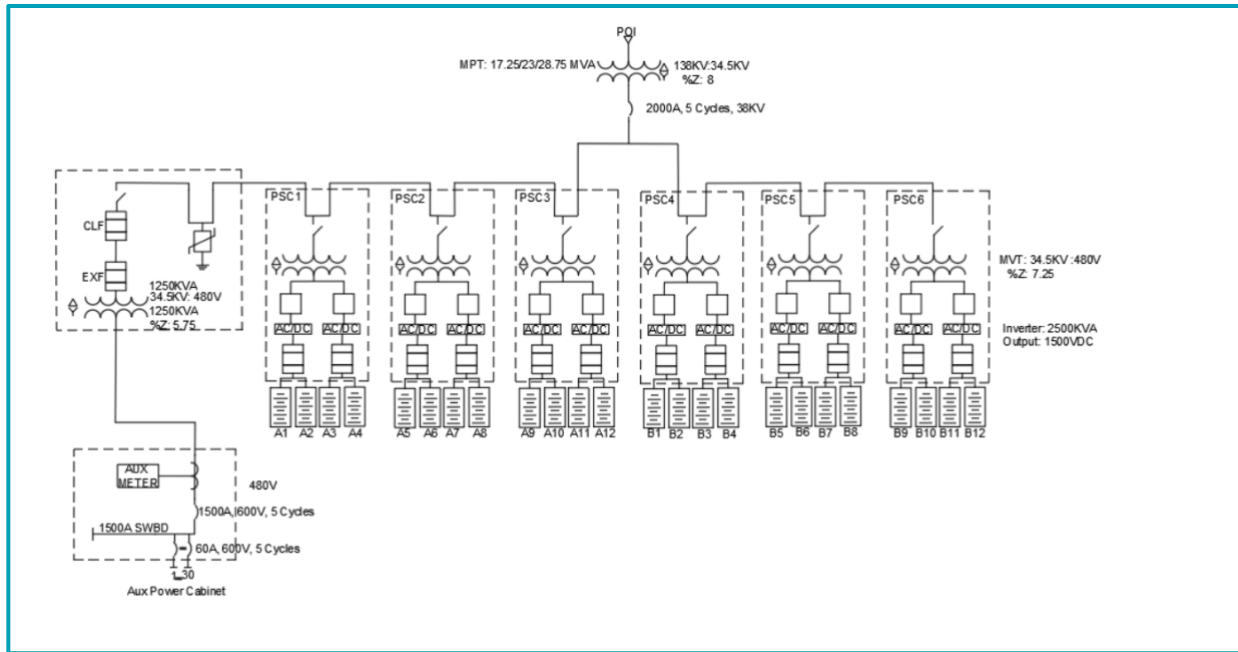 POI
MPT: 17.25/23/28.75 MVA
138KV:34.5KV
%Z: 8
2000A, 5 Cycles, 38KV
PSC1
PSC2
PSC3
PSC4
PSC5
PSC6
CLF
EXF
1250KVA
34.5KV: 480V
1250KVA
%Z: 5.75
MVT: 34.5KV :480V
%Z: 7.25
AC/DC AC/DC AC/DC AC/DC AC/DC AC/DC AC/DC AC/DC AC/DC AC/DC AC/DC AC/DC
Inverter: 2500KVA
Output: 1500VDC
A1 A2 A3 A4 A5 A6 A7 A8 A9 A10 A11 A12 B1 B2 B3 B4 B5 B6 B7 B8 B9 B10 B11 B12
AUX
METER
480V
1500A, 600V, 5 Cycles
1500A SWBD
60A, 600V, 5 Cycles
1_30
Aux Power Cabinet